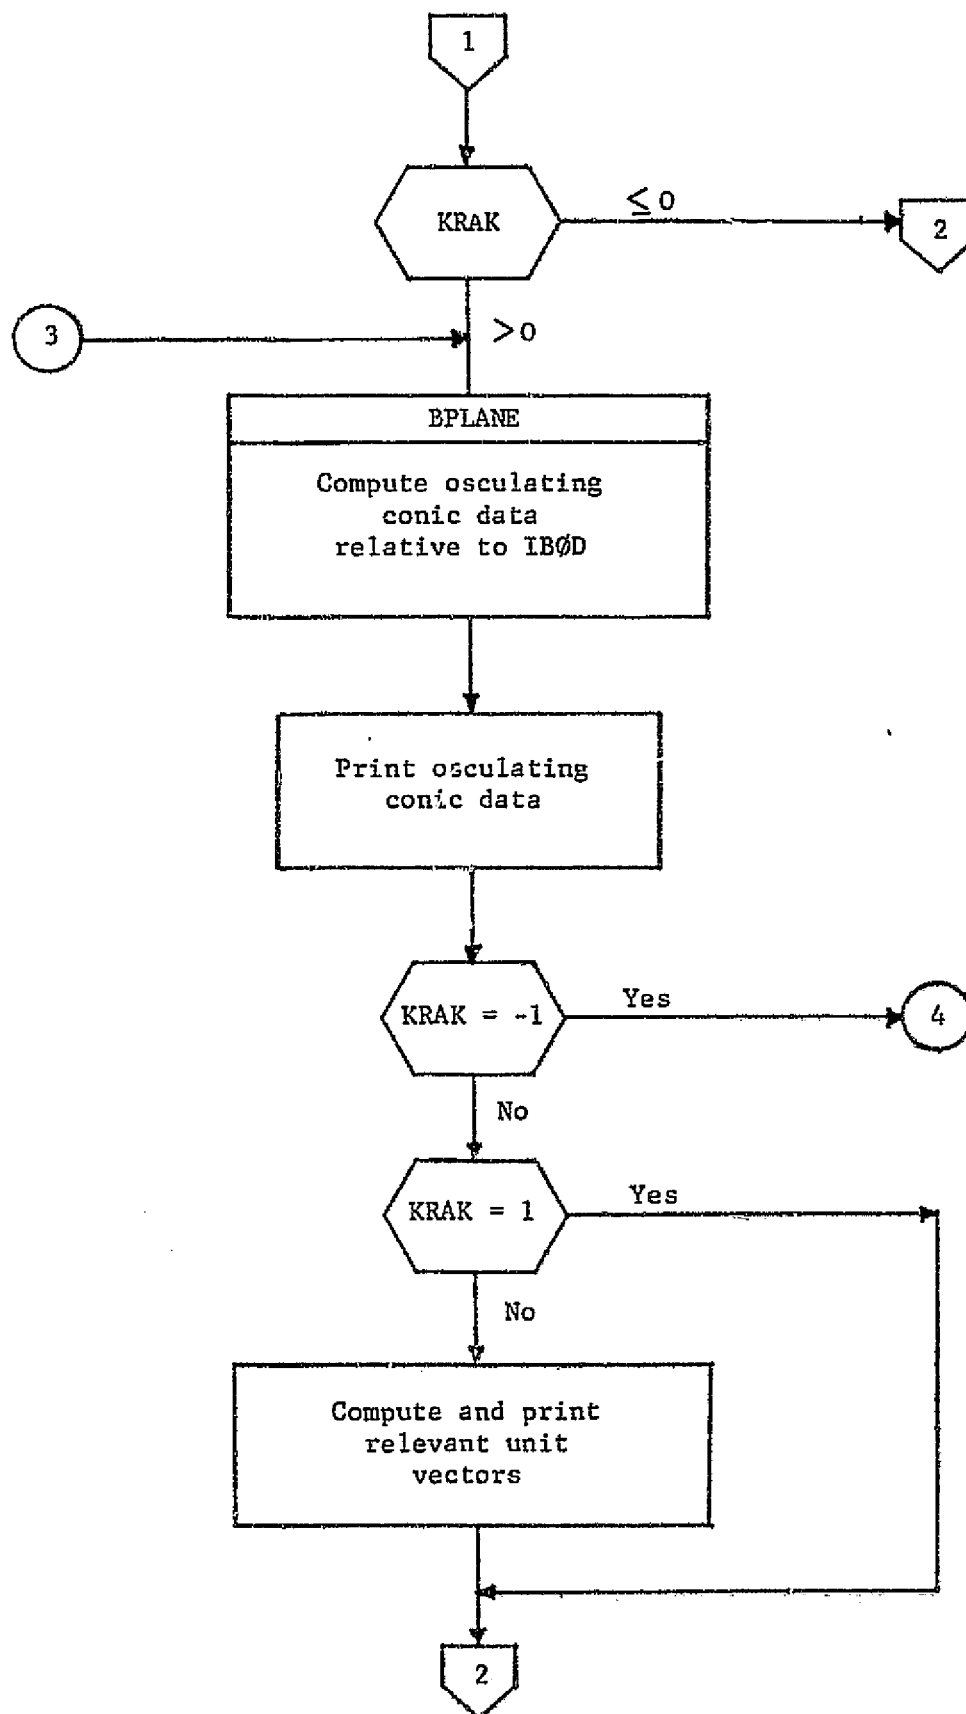 1
KRAK
≤ 0
2
3
>0
BPLANE
Compute osculating
conic data
relative to IBØD
Print osculating
conic data
KRAK = -1
Yes
4
No
KRAK = 1
Yes
No
Compute and print
relevant unit
vectors
2